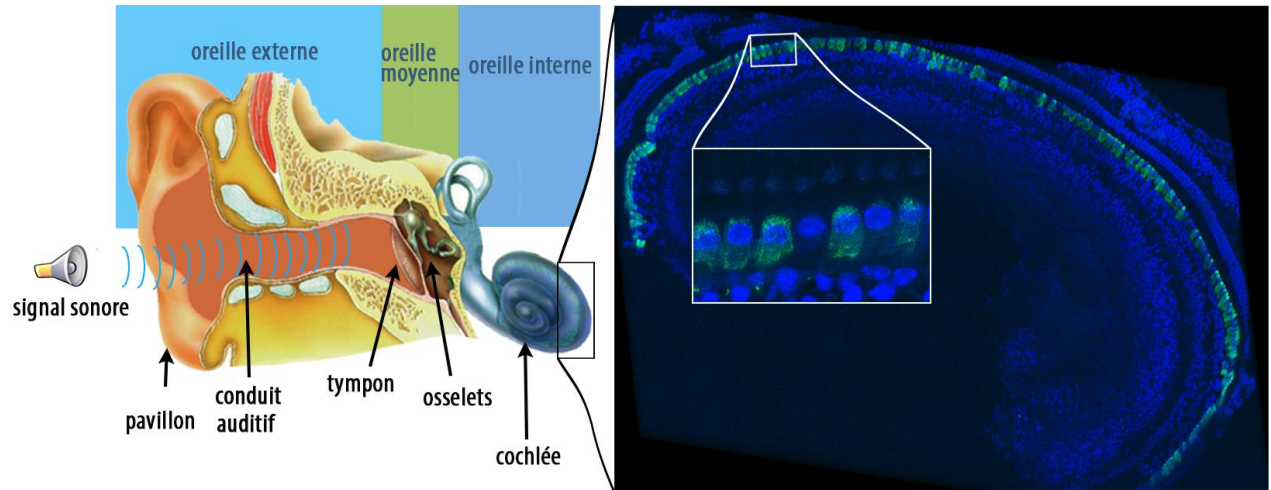 oreille externe
oreille
moyenne
oreille interne
signal sonore
pavillon
conduit
auditif
tympon
osselets
cochlée